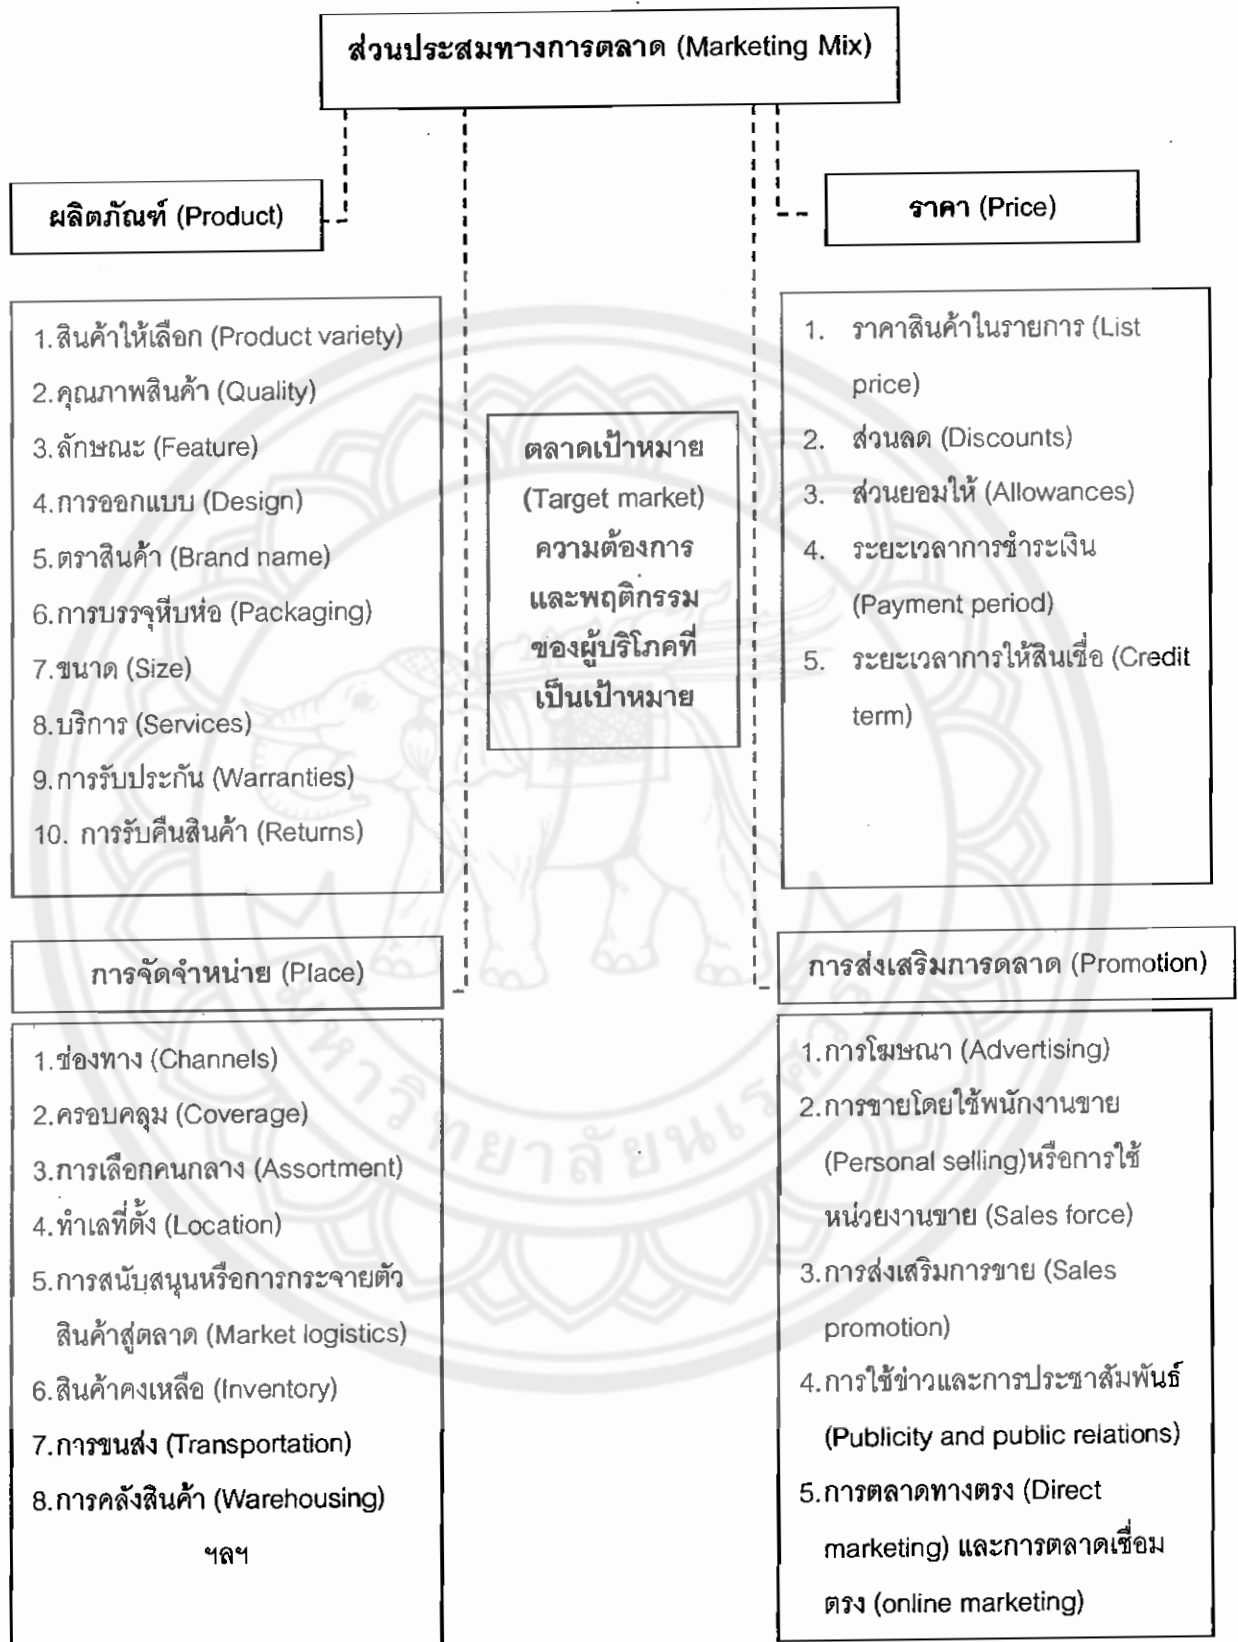 ส่วนประสมทางการตลาด (Marketing Mix)
ผลิตภัณฑ์ (Product)
ราคา (Price)
1. สินค้าให้เลือก (Product variety)
2. คุณภาพสินค้า (Quality)
3. ลักษณะ (Feature)
4. การออกแบบ (Design)
5. ตราสินค้า (Brand name)
6. การบรรจุหีบห่อ (Packaging)
7. ขนาด (Size)
8. บริการ (Services)
9. การรับประกัน (Warranties)
10. การรับคืนสินค้า (Returns)
ตลาดเป้าหมาย
(Target market)
ความต้องการ
และพฤติกรรม
ของผู้บริโภคที่
เป็นเป้าหมาย
1. ราคาสินค้าในรายการ (List
price)
2. ส่วนลด (Discounts)
3. ส่วนยอมให้ (Allowances)
4. ระยะเวลาการชำระเงิน
(Payment period)
5. ระยะเวลาการให้สินเชื่อ (Credit
term)
การจัดจำหน่าย (Place)
การส่งเสริมการตลาด (Promotion)
1. ช่องทาง (Channels)
2. ครอบคลุม (Coverage)
3. การเลือกคนกลาง (Assortment)
4. ทำเลที่ตั้ง (Location)
5. การสนับสนุนหรือการกระจายตัว
สินค้าสู่ตลาด (Market logistics)
6. สินค้าคงเหลือ (Inventory)
7. การขนส่ง (Transportation)
8. การคลังสินค้า (Warehousing)
ฯลฯ
1. การโฆษณา (Advertising)
2. การขายโดยใช้พนักงานขาย
(Personal selling)หรือการใช้
หน่วยงานขาย (Sales force)
3. การส่งเสริมการขาย (Sales
promotion)
4. การใช้ข่าวและการประชาสัมพันธ์
(Publicity and public relations)
5. การตลาดทางตรง (Direct
marketing) และการตลาดเชื่อม
ตรง (online marketing)
มหาวิทยาลัยนเรศวร